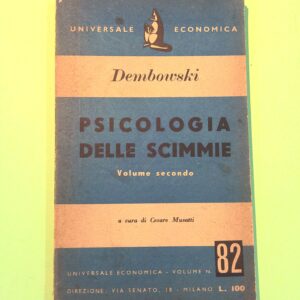 UNIVERSALE ECONOMICA
Dembowski
PSICOLOGIA
DELLE SCIMMIE
Volume secondo
a cura di Cesare Musatti
82
UNIVERSALE ECONOMICA - VOLUME N.
DIREZIONE: VIA SENATO, 18 - MILANO L. 100